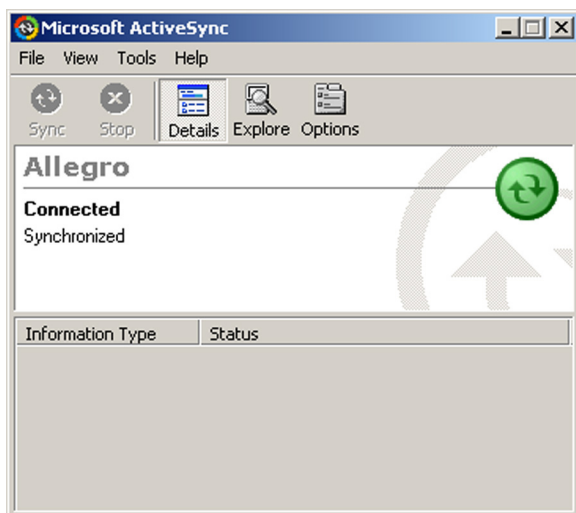 Microsoft ActiveSync
File View Tools Help
Sync Stop Details Explore Options
Allegro
Connected
Synchronized
Information Type Status